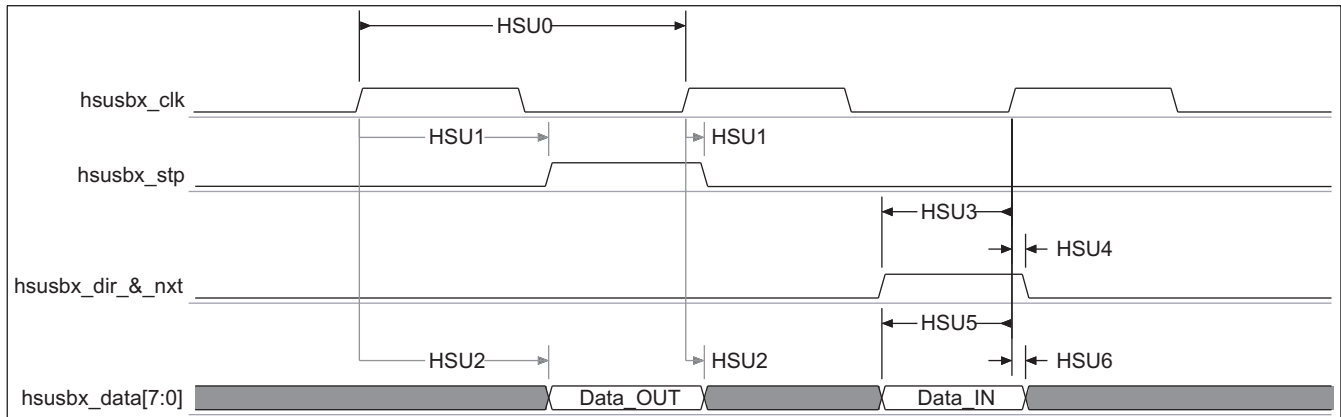 HSU0
hsusbx_clk
HSU1 HSU1
hsusbx_stp
HSU3
HSU4
hsusbx_dir_&_nxt
HSU5
HSU2 HSU2 HSU6
hsusbx_data[7:0] Data_OUT Data_IN